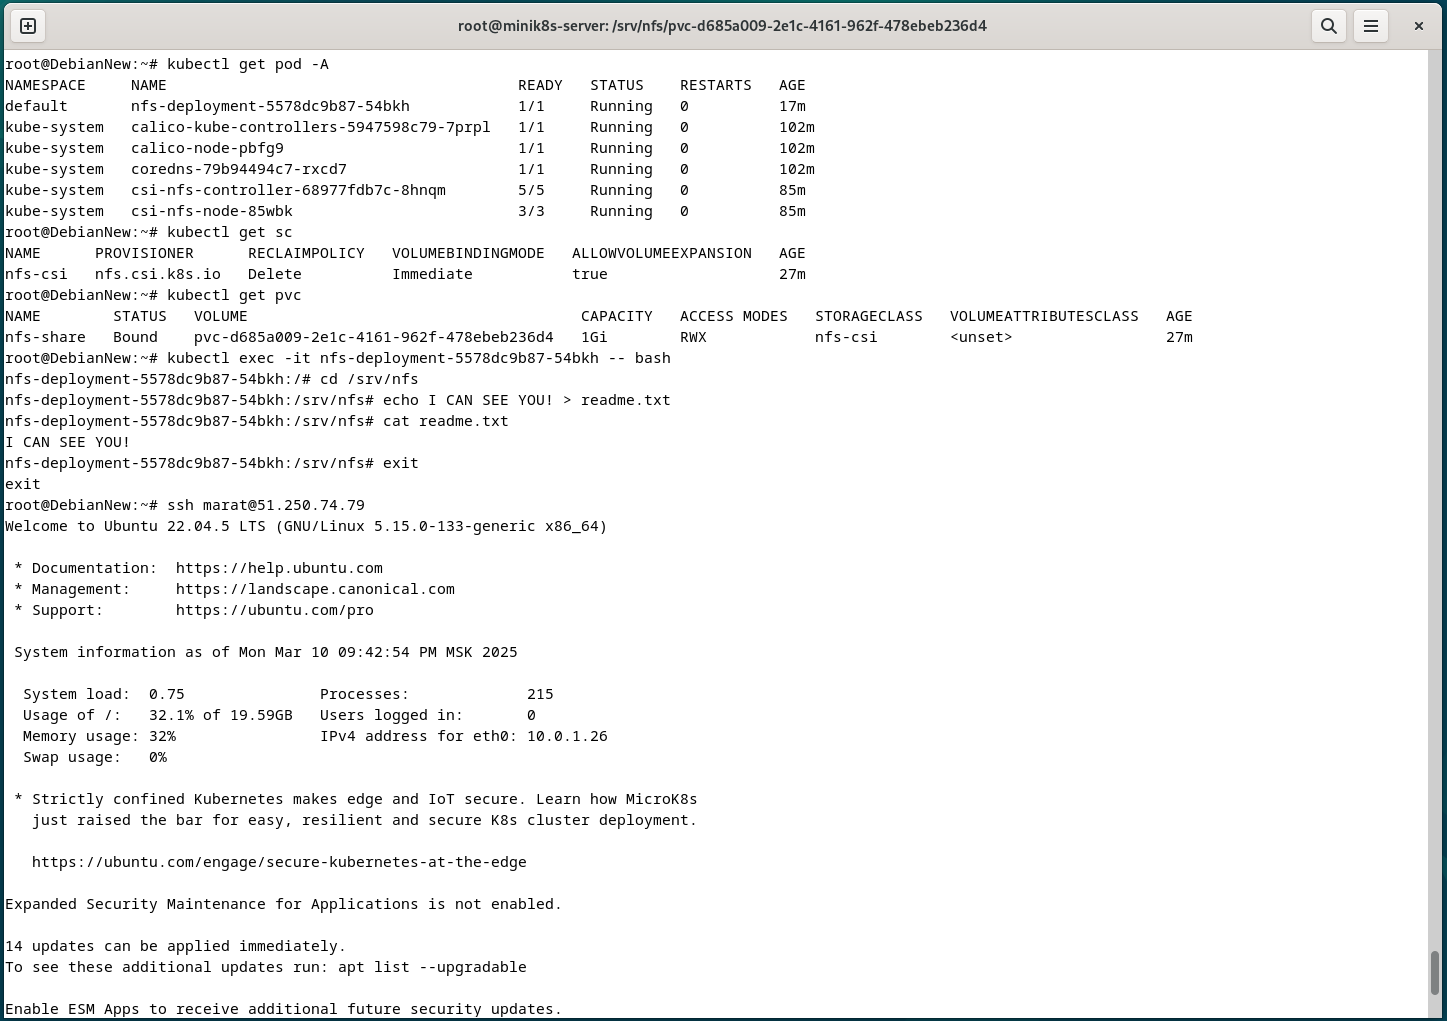 root@minik8s-server: /srv/nfs/pvc-d685a009-2e1c-4161-962f-478ebeb236d4
root@DebianNew:~# kubectl get pod -A
NAMESPACE     NAME                                       READY   STATUS    RESTARTS   AGE
default       nfs-deployment-5578dc9b87-54bkh            1/1     Running   0          17m
kube-system   calico-kube-controllers-5947598c79-7prpl   1/1     Running   0          102m
kube-system   calico-node-pbfg9                          1/1     Running   0          102m
kube-system   coredns-79b94494c7-rxcd7                   1/1     Running   0          102m
kube-system   csi-nfs-controller-68977fdb7c-8hnqm        5/5     Running   0          85m
kube-system   csi-nfs-node-85wbk                         3/3     Running   0          85m
root@DebianNew:~# kubectl get sc
NAME      PROVISIONER      RECLAIMPOLICY   VOLUMEBINDINGMODE   ALLOWVOLUMEEXPANSION   AGE
nfs-csi   nfs.csi.k8s.io   Delete          Immediate           true                   27m
root@DebianNew:~# kubectl get pvc
NAME        STATUS   VOLUME                                     CAPACITY   ACCESS MODES   STORAGECLASS   VOLUMEATTRIBUTESCLASS   AGE
nfs-share   Bound    pvc-d685a009-2e1c-4161-962f-478ebeb236d4   1Gi        RWX            nfs-csi        <unset>                 27m
root@DebianNew:~# kubectl exec -it nfs-deployment-5578dc9b87-54bkh -- bash
nfs-deployment-5578dc9b87-54bkh:/# cd /srv/nfs
nfs-deployment-5578dc9b87-54bkh:/srv/nfs# echo I CAN SEE YOU! > readme.txt
nfs-deployment-5578dc9b87-54bkh:/srv/nfs# cat readme.txt
I CAN SEE YOU!
nfs-deployment-5578dc9b87-54bkh:/srv/nfs# exit
exit
root@DebianNew:~# ssh marat@51.250.74.79
Welcome to Ubuntu 22.04.5 LTS (GNU/Linux 5.15.0-133-generic x86_64)

 * Documentation:  https://help.ubuntu.com
 * Management:     https://landscape.canonical.com
 * Support:        https://ubuntu.com/pro

 System information as of Mon Mar 10 09:42:54 PM MSK 2025

  System load:  0.75               Processes:             215
  Usage of /:   32.1% of 19.59GB   Users logged in:       0
  Memory usage: 32%                IPv4 address for eth0: 10.0.1.26
  Swap usage:   0%

 * Strictly confined Kubernetes makes edge and IoT secure. Learn how MicroK8s
   just raised the bar for easy, resilient and secure K8s cluster deployment.

   https://ubuntu.com/engage/secure-kubernetes-at-the-edge

Expanded Security Maintenance for Applications is not enabled.

14 updates can be applied immediately.
To see these additional updates run: apt list --upgradable

Enable ESM Apps to receive additional future security updates.